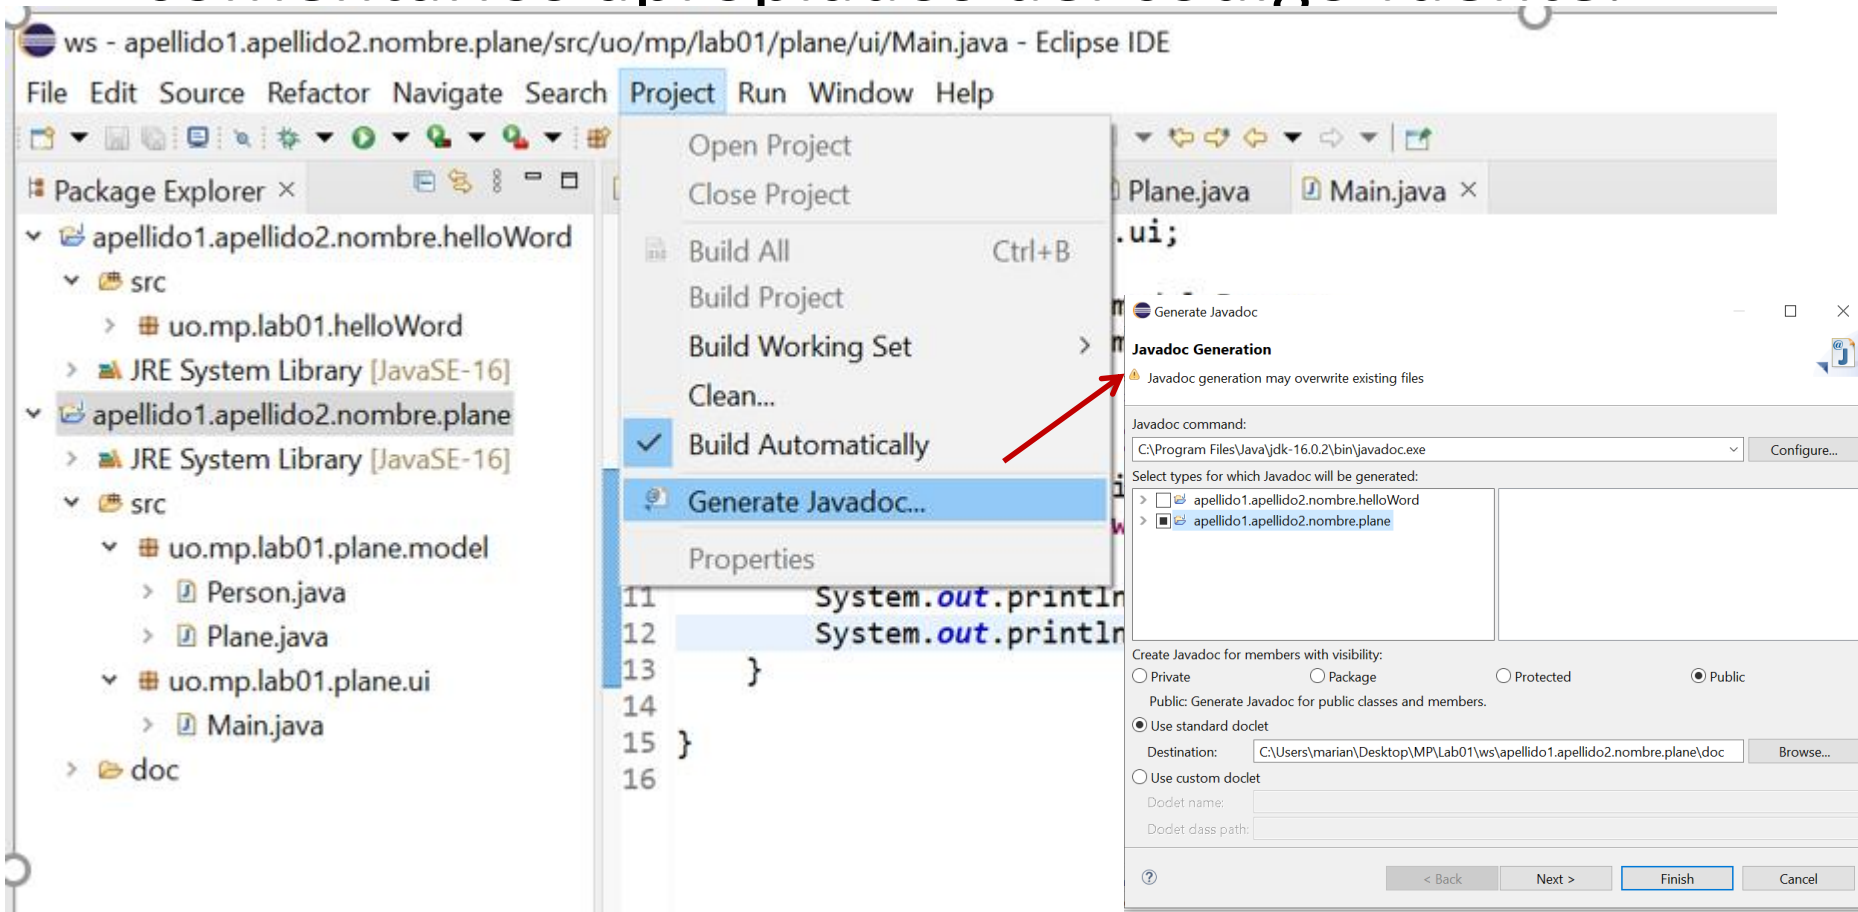 ws - apellido1.apellido2.nombre.plane/src/uo/mp/lab01/plane/ui/Main.java - Eclipse IDE
File Edit Source Refactor Navigate Search Project Run Window Help
Package Explorer
apellido1.apellido2.nombre.helloWord
src
uo.mp.lab01.helloWord
JRE System Library [JavaSE-16]
apellido1.apellido2.nombre.plane
JRE System Library [JavaSE-16]
src
uo.mp.lab01.plane.model
Person.java
Plane.java
uo.mp.lab01.plane.ui
Main.java
doc
Open Project
Close Project
Build All Ctrl+B
Build Project
Build Working Set
Clean...
Build Automatically
Generate Javadoc...
Properties
Plane.java Main.java
.ui;
11 System.out.println
12 System.out.println
13 }
14
15 }
16
Generate Javadoc
Javadoc Generation
Javadoc generation may overwrite existing files
Javadoc command:
C:\Program Files\Java\jdk-16.0.2\bin\javadoc.exe Configure...
Select types for which Javadoc will be generated:
apellido1.apellido2.nombre.helloWord
apellido1.apellido2.nombre.plane
Create Javadoc for members with visibility:
Private Package Protected Public
Public: Generate Javadoc for public classes and members.
Use standard doclet
Destination: C:\Users\marian\Desktop\MP\Lab01\ws\apellido1.apellido2.nombre.plane\doc Browse...
Use custom doclet
Doclet name:
Doclet class path:
< Back Next > Finish Cancel